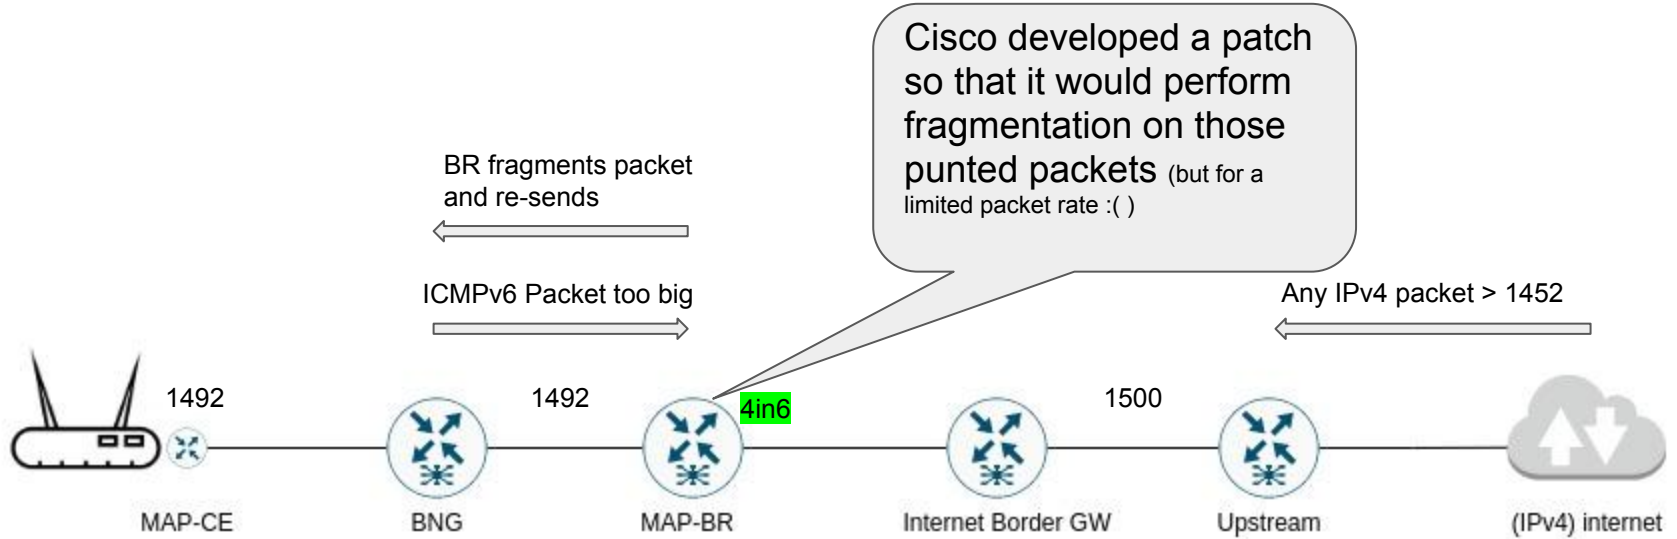 Cisco developed a patch
so that it would perform
fragmentation on those
punted packets (but for a
limited packet rate :( )
BR fragments packet
and re-sends
ICMPv6 Packet too big
Any IPv4 packet > 1452
1492
1492
4in6
1500
MAP-CE
BNG
MAP-BR
Internet Border GW
Upstream
(IPv4) internet